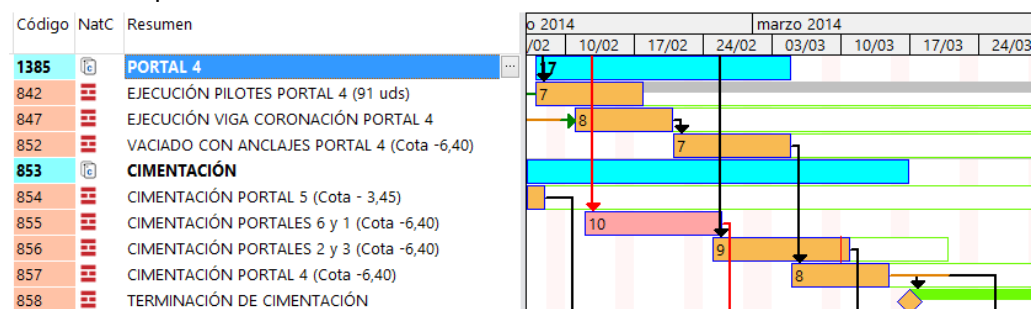 Código NatC Resumen
o 2014 marzo 2014
/02 10/02 17/02 24/02 03/03 10/03 17/03 24/03
1385 PORTAL 4 ... 17
842 EJECUCIÓN PILOTES PORTAL 4 (91 uds) 7
847 EJECUCIÓN VIGA CORONACIÓN PORTAL 4 8
852 VACIADO CON ANCLAJES PORTAL 4 (Cota -6,40) 7
853 CIMENTACIÓN
854 CIMENTACIÓN PORTAL 5 (Cota - 3,45)
855 CIMENTACIÓN PORTALES 6 y 1 (Cota -6,40) 10
856 CIMENTACIÓN PORTALES 2 y 3 (Cota -6,40) 9
857 CIMENTACIÓN PORTAL 4 (Cota -6,40) 8
858 TERMINACIÓN DE CIMENTACIÓN